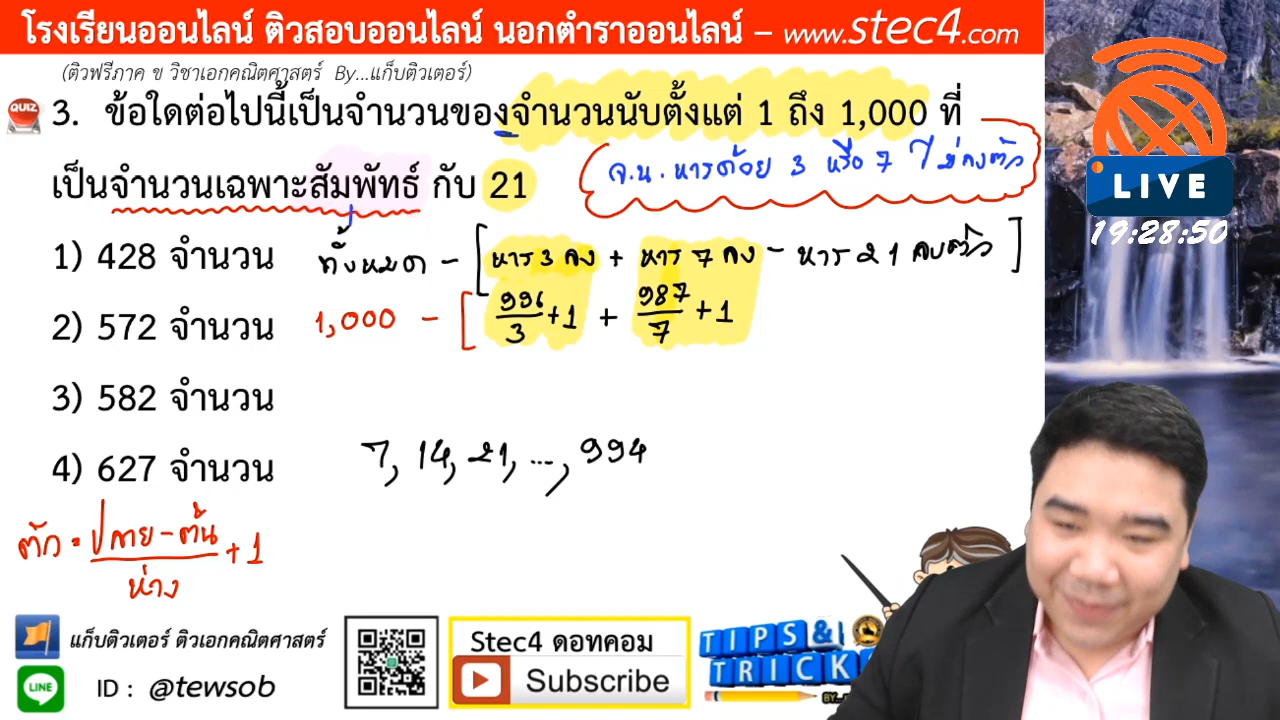 โรงเรียนออนไลน์ ติวสอบออนไลน์ นอกตำราออนไลน์ – www.stec4.com
(ติวฟรีภาค ข วิชาเอกคณิตศาสตร์ By...แก็บติวเตอร์)
QUIZ
3. ข้อใดต่อไปนี้เป็นจำนวนของจำนวนนับตั้งแต่ 1 ถึง 1,000 ที่
เป็นจำนวนเฉพาะสัมพัทธ์ กับ 21
จ.น. หารด้วย 3 หรือ 7 ไม่ลงตัว
LIVE
19:28:50
1) 428 จำนวน
ทั้งหมด - [หาร 3 ลง + หาร 7 ลง - หาร 21 ลงตัว]
2) 572 จำนวน
1,000 - [996/3 + 1 + 987/7 + 1
3) 582 จำนวน
4) 627 จำนวน
7, 14, 21, ..., 994
ตัว = ปลาย - ต้น/ห่าง + 1
แก็บติวเตอร์ ติวเอกคณิตศาสตร์
LINE
ID : @tewsob
Stec4 ดอทคอม
Subscribe
TIPS &
TRICK